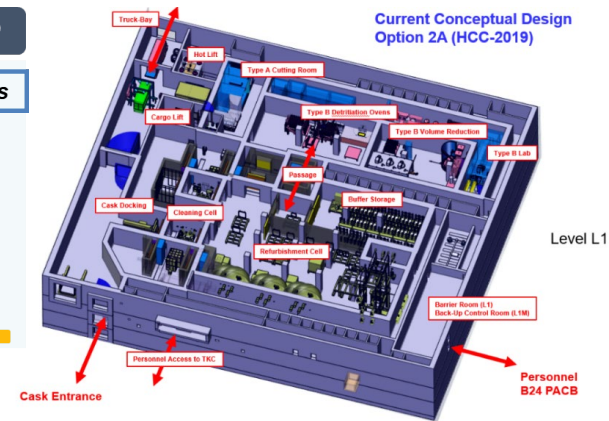 Current Conceptual Design
Option 2A (HCC-2019)
s
Truck-Bay
Hot Lift
Type A Cutting Room
Cargo Lift
Type B Detritiation Ovens
Type B Volume Reduction
Type B Lab
Passage
Cask Docking
Cleaning Cell
Buffer Storage
Refurbishment Cell
Level L1
Barrier Room (L1)
Back-Up Control Room (L1M)
Personnel Access to TKC
Cask Entrance
Personnel
B24 PACB